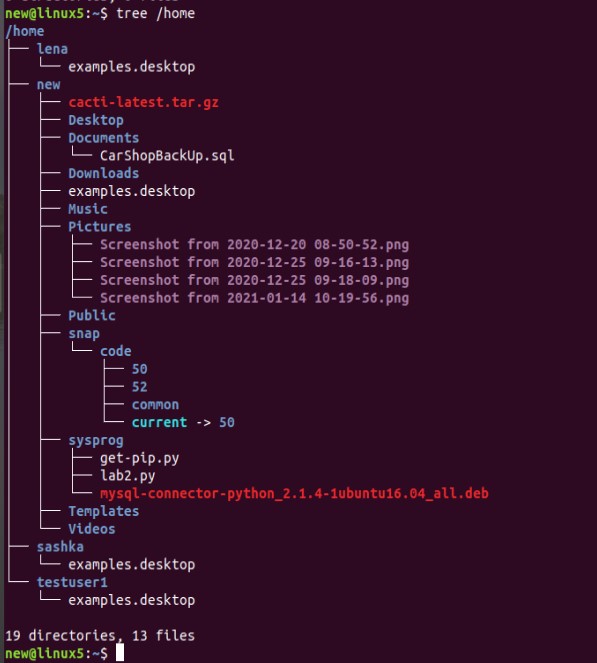 new@linux5:~$ tree /home
/home
├── lena
│   └── examples.desktop
├── new
│   ├── cacti-latest.tar.gz
│   ├── Desktop
│   ├── Documents
│   │   └── CarShopBackUp.sql
│   ├── Downloads
│   ├── examples.desktop
│   ├── Music
│   ├── Pictures
│   │   ├── Screenshot from 2020-12-20 08-50-52.png
│   │   ├── Screenshot from 2020-12-25 09-16-13.png
│   │   ├── Screenshot from 2020-12-25 09-18-09.png
│   │   └── Screenshot from 2021-01-14 10-19-56.png
│   ├── Public
│   ├── snap
│   │   └── code
│   │       ├── 50
│   │       ├── 52
│   │       ├── common
│   │       └── current -> 50
│   ├── sysprog
│   │   ├── get-pip.py
│   │   ├── lab2.py
│   │   └── mysql-connector-python_2.1.4-1ubuntu16.04_all.deb
│   ├── Templates
│   └── Videos
├── sashka
│   └── examples.desktop
└── testuser1
    └── examples.desktop

19 directories, 13 files
new@linux5:~$